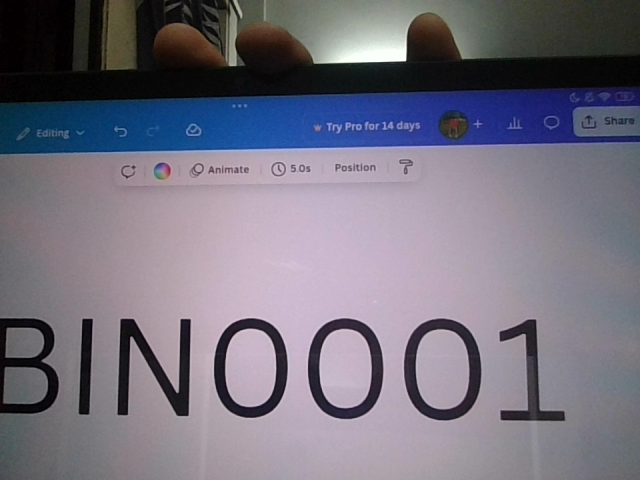 Editing
Try Pro for 14 days
Share
Animate
5.0s
Position
BIN0001